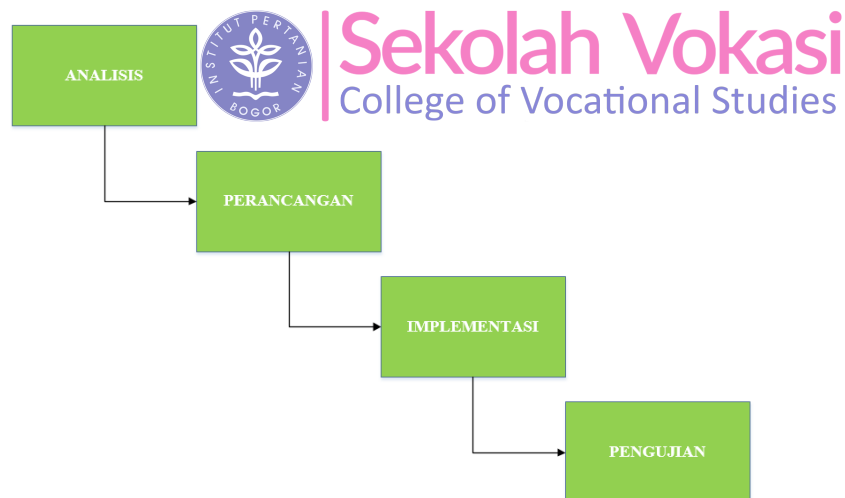 ANALISIS
INSTITUT PERTANIAN
BOGOR
Sekolah Vokasi
College of Vocational Studies
PERANCANGAN
IMPLEMENTASI
PENGUJIAN